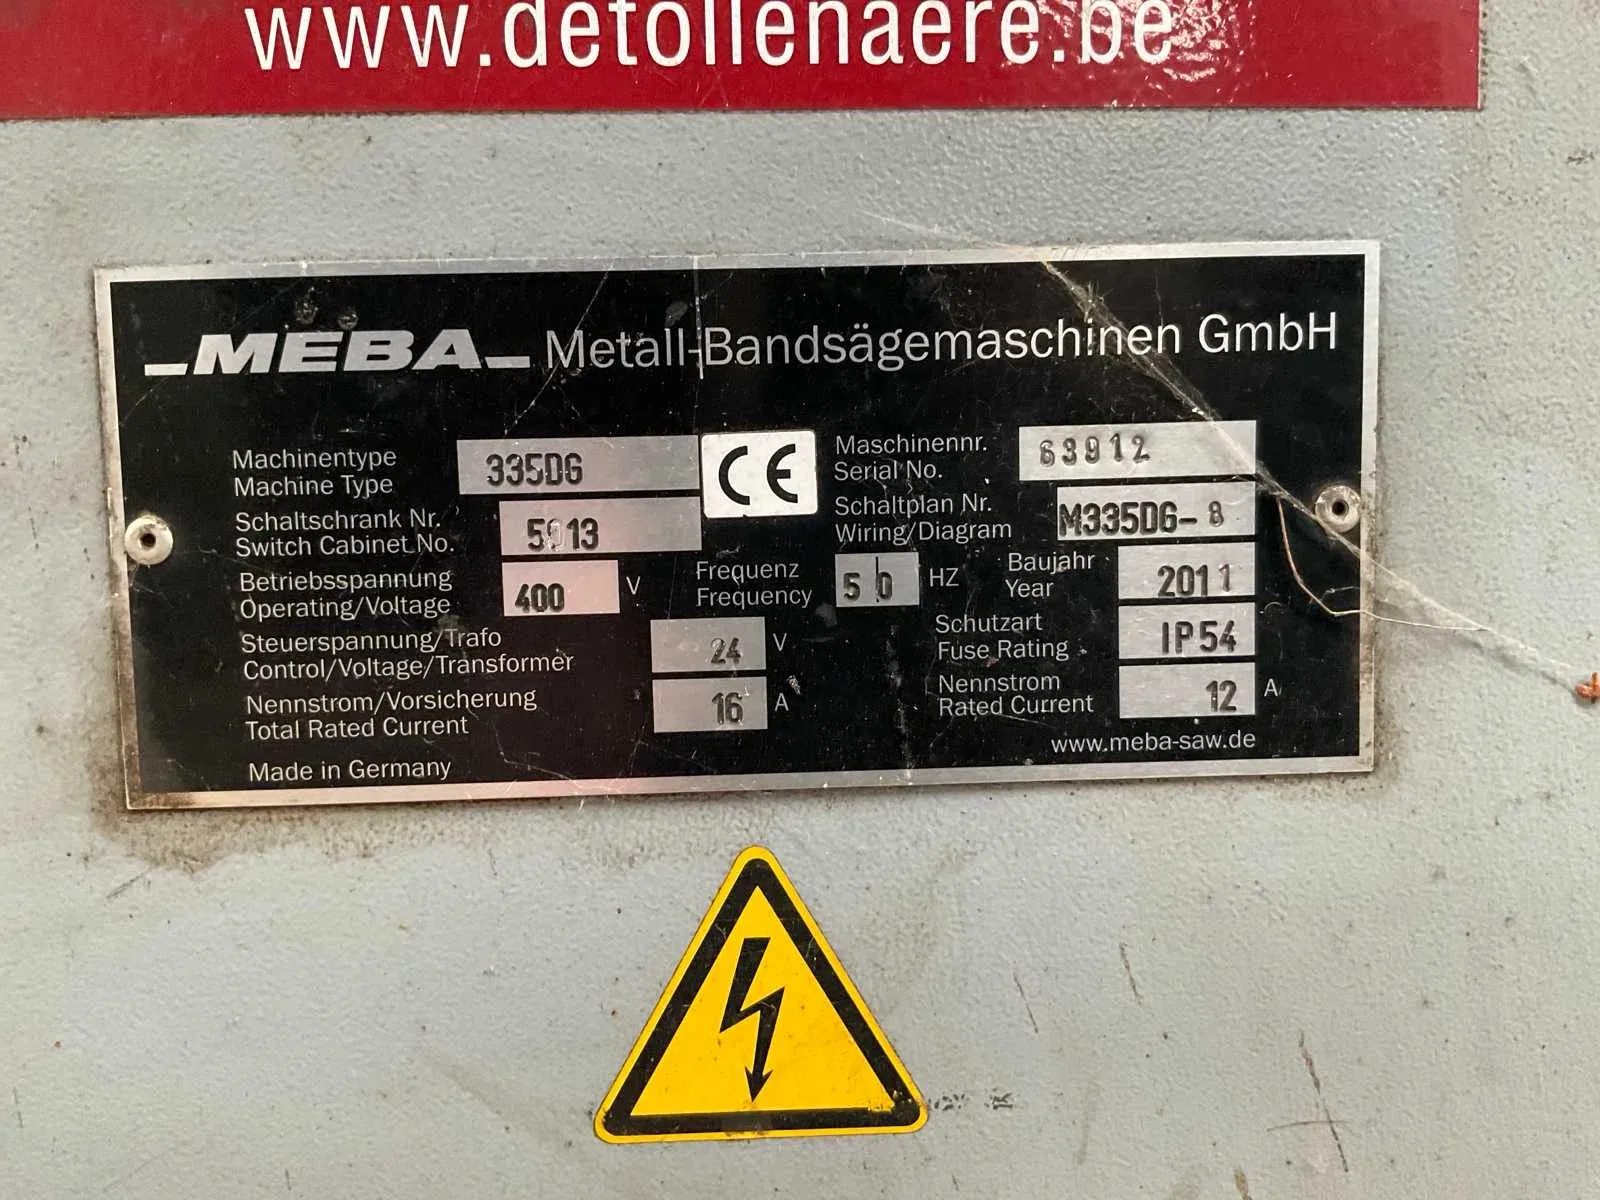 www.detollenaere.be
MEBA Metall-Bandsägemaschinen GmbH
Machinentype
Machine Type
335DG
CE
Maschinennr.
Serial No.
63912
Schaltschrank Nr.
Switch Cabinet No.
Schaltplan Nr.
Wiring/Diagram
M335DG-8
Betriebsspannung
Operating/Voltage
400 V
Frequenz
Frequency
50 HZ
Baujahr
Year
2011
Steuerspannung/Trafo
Control/Voltage/Transformer
24 V
Schutzart
Fuse Rating
IP54
Nennstrom/Vorsicherung
Total Rated Current
16 A
Nennstrom
Rated Current
12 A
www.meba-saw.de
Made in Germany